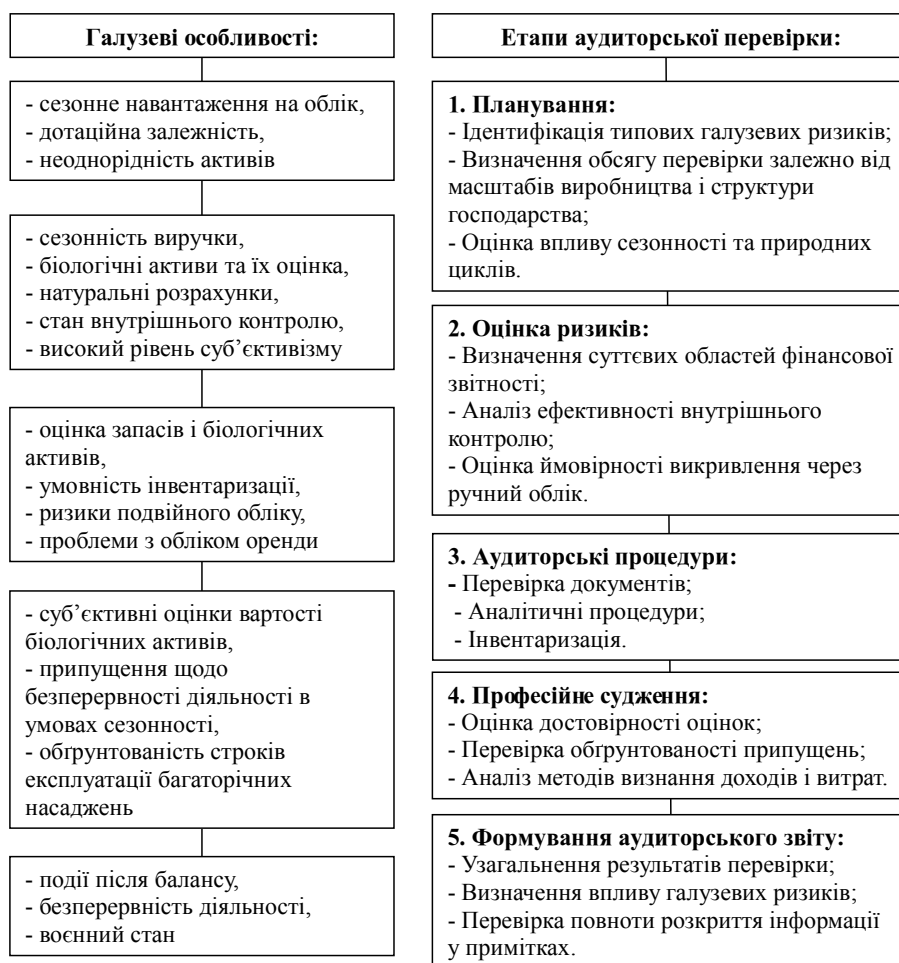 Галузеві особливості:
- сезонне навантаження на облік,
- дотаційна залежність,
- неоднорідність активів
- сезонність виручки,
- біологічні активи та їх оцінка,
- натуральні розрахунки,
- стан внутрішнього контролю,
- високий рівень суб’єктивізму
- оцінка запасів і біологічних
активів,
- умовність інвентаризації,
- ризики подвійного обліку,
- проблеми з обліком оренди
- суб’єктивні оцінки вартості
біологічних активів,
- припущення щодо
безперервності діяльності в
умовах сезонності,
- обґрунтованість строків
експлуатації багаторічних
насаджень
- події після балансу,
- безперервність діяльності,
- воєнний стан
Етапи аудиторської перевірки:
1. Планування:
- Ідентифікація типових галузевих ризиків;
- Визначення обсягу перевірки залежно від
масштабів виробництва і структури
господарства;
- Оцінка впливу сезонності та природних
циклів.
2. Оцінка ризиків:
- Визначення суттєвих областей фінансової
звітності;
- Аналіз ефективності внутрішнього
контролю;
- Оцінка ймовірності викривлення через
ручний облік.
3. Аудиторські процедури:
- Перевірка документів;
- Аналітичні процедури;
- Інвентаризація.
4. Професійне судження:
- Оцінка достовірності оцінок;
- Перевірка обґрунтованості припущень;
- Аналіз методів визнання доходів і витрат.
5. Формування аудиторського звіту:
- Узагальнення результатів перевірки;
- Визначення впливу галузевих ризиків;
- Перевірка повноти розкриття інформації
у примітках.